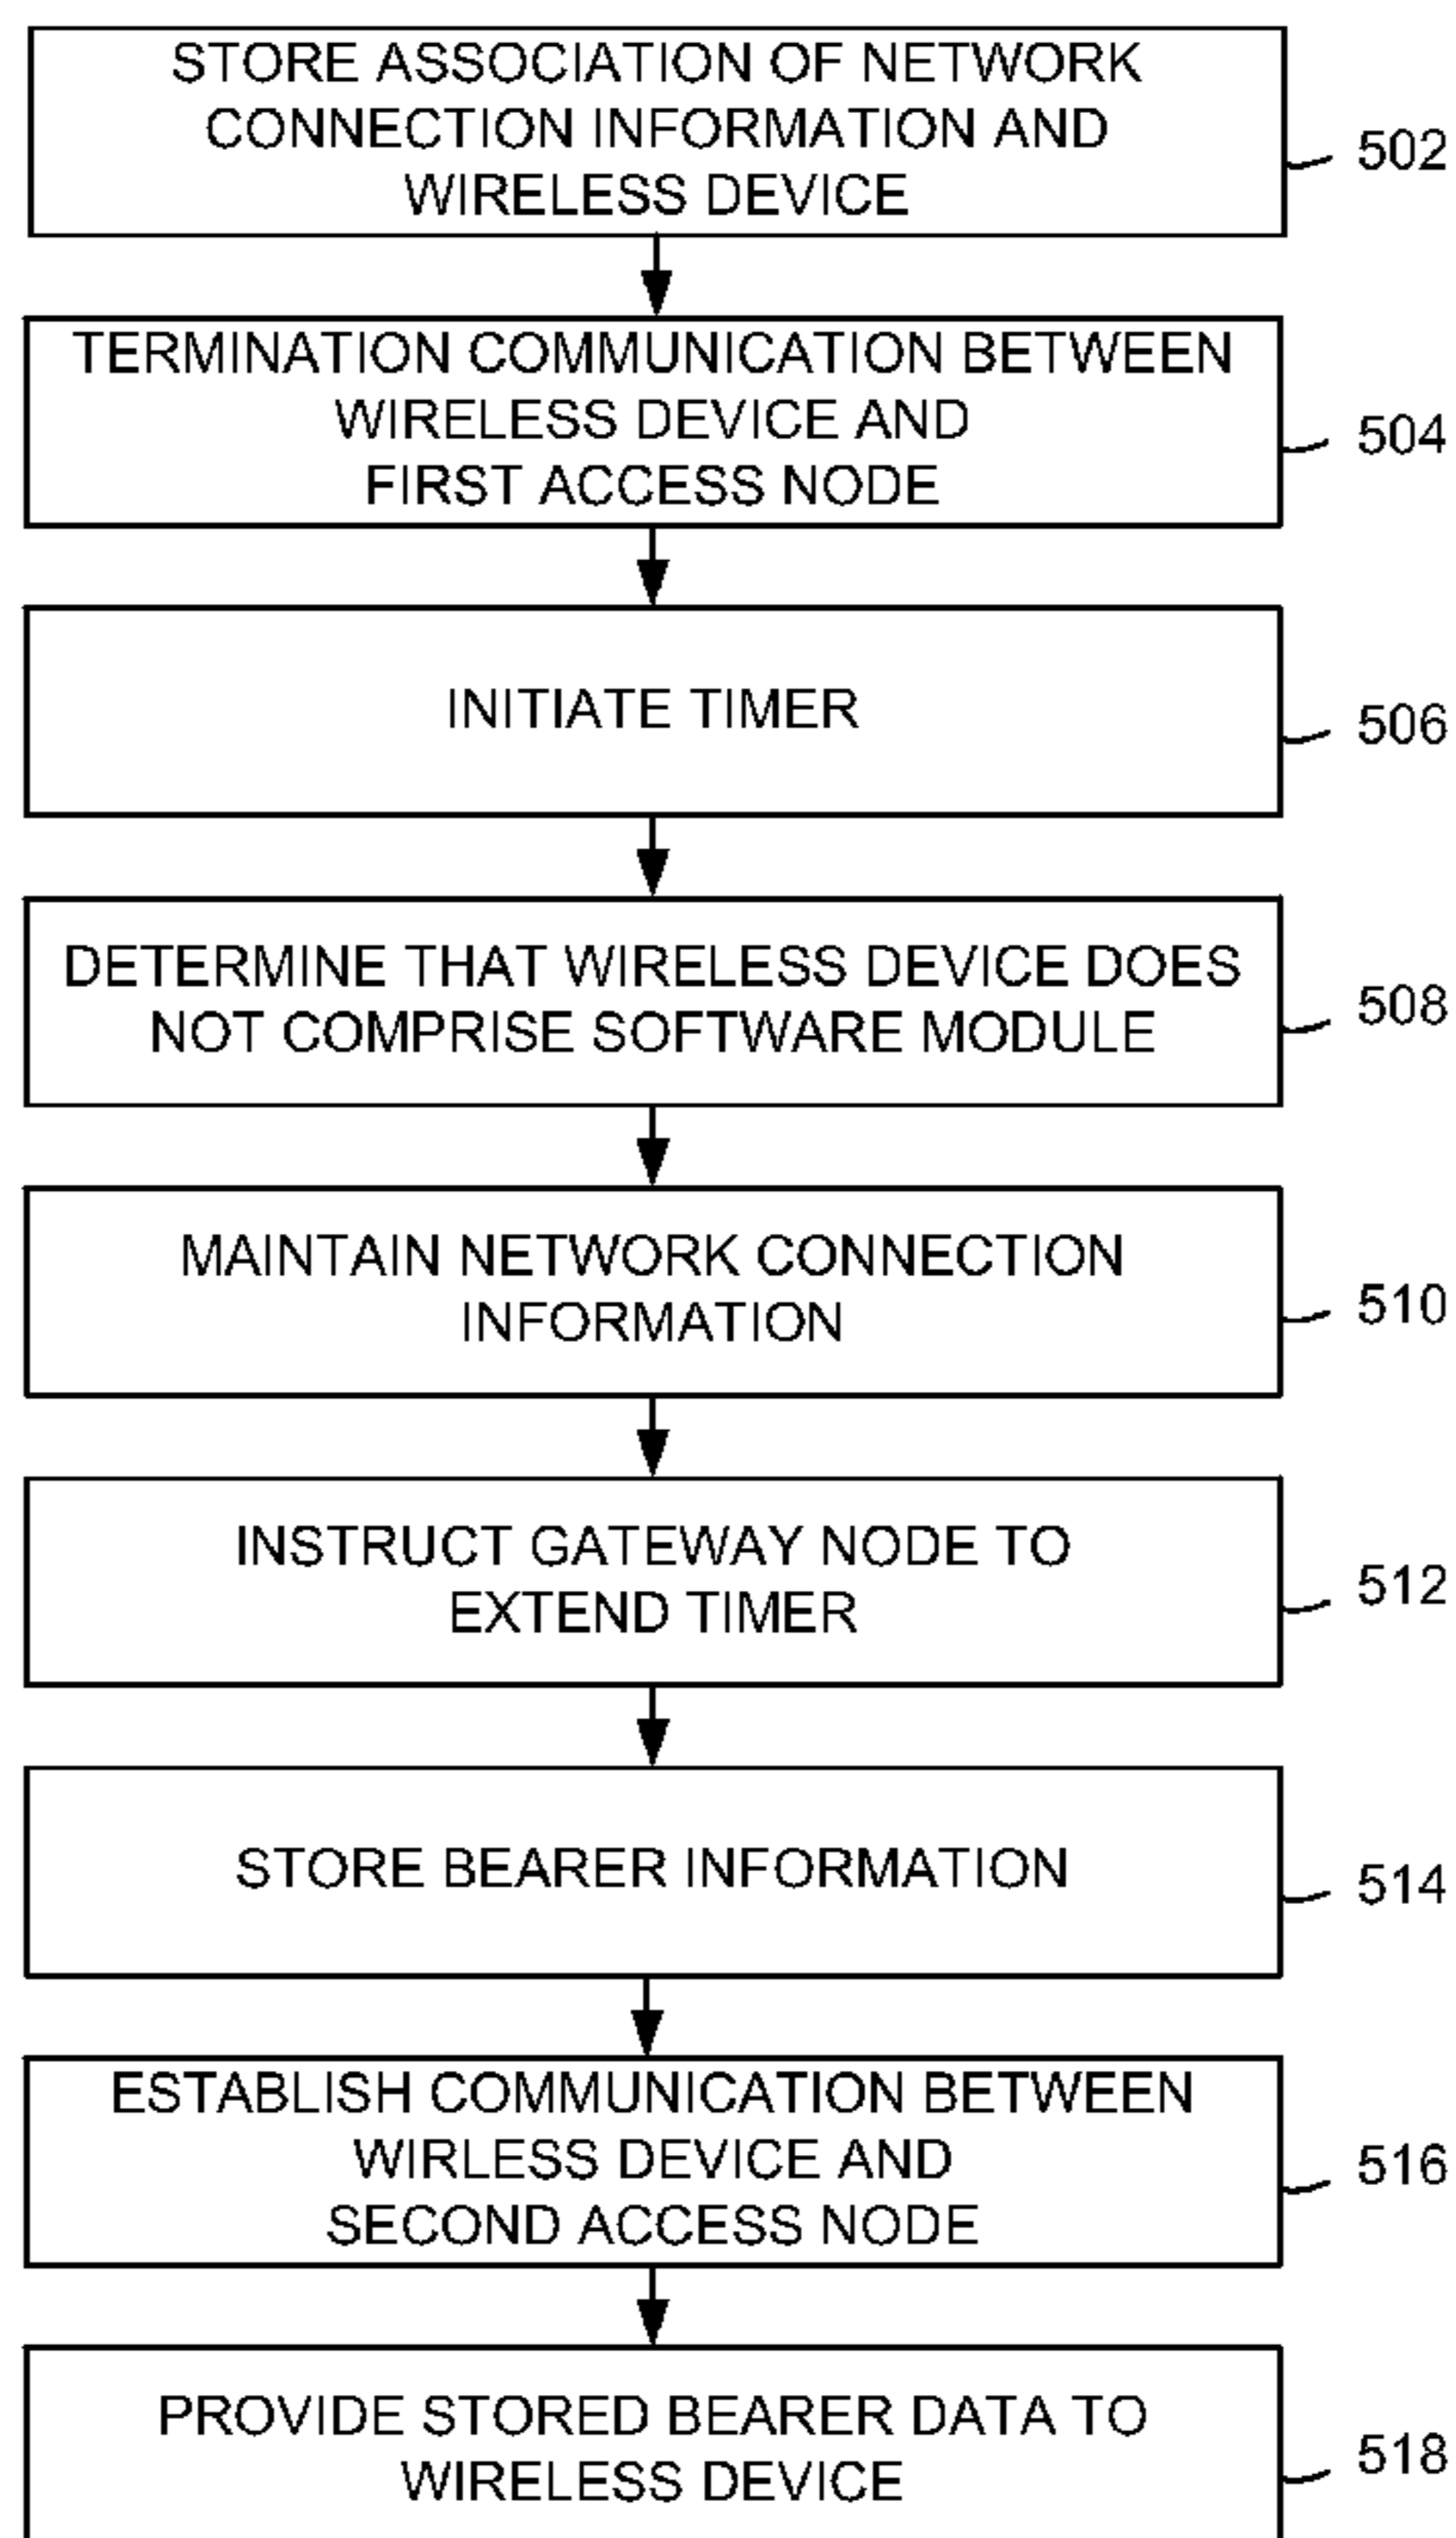 STORE ASSOCIATION OF NETWORK
CONNECTION INFORMATION AND
WIRELESS DEVICE
502
TERMINATION COMMUNICATION BETWEEN
WIRELESS DEVICE AND
FIRST ACCESS NODE
504
INITIATE TIMER
506
DETERMINE THAT WIRELESS DEVICE DOES
NOT COMPRISE SOFTWARE MODULE
508
MAINTAIN NETWORK CONNECTION
INFORMATION
510
INSTRUCT GATEWAY NODE TO
EXTEND TIMER
512
STORE BEARER INFORMATION
514
ESTABLISH COMMUNICATION BETWEEN
WIRLESS DEVICE AND
SECOND ACCESS NODE
516
PROVIDE STORED BEARER DATA TO
WIRELESS DEVICE
518